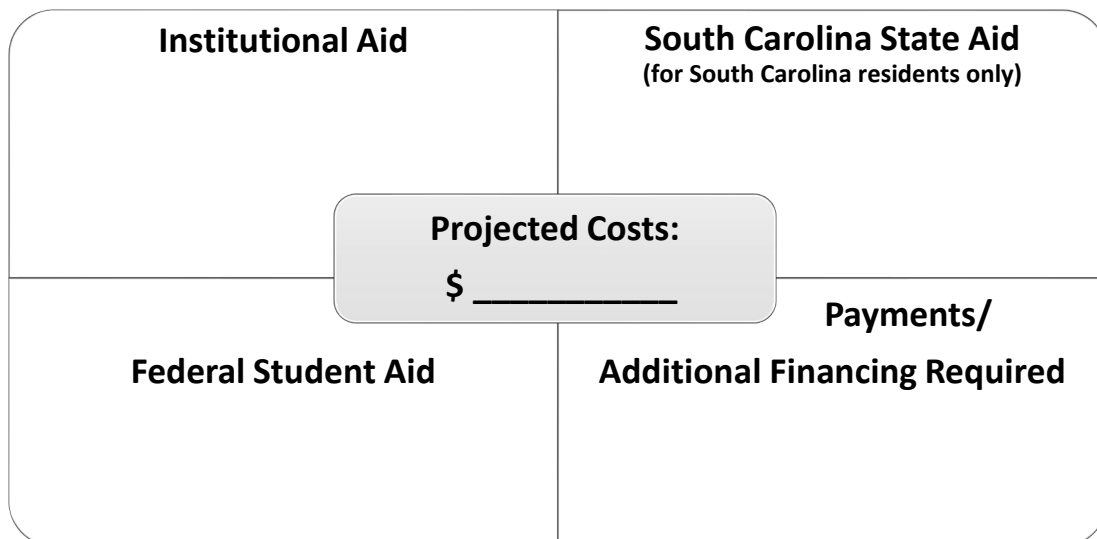 Institutional Aid
South Carolina State Aid
(for South Carolina residents only)
Projected Costs:
$ ___________
Federal Student Aid
Payments/
Additional Financing Required